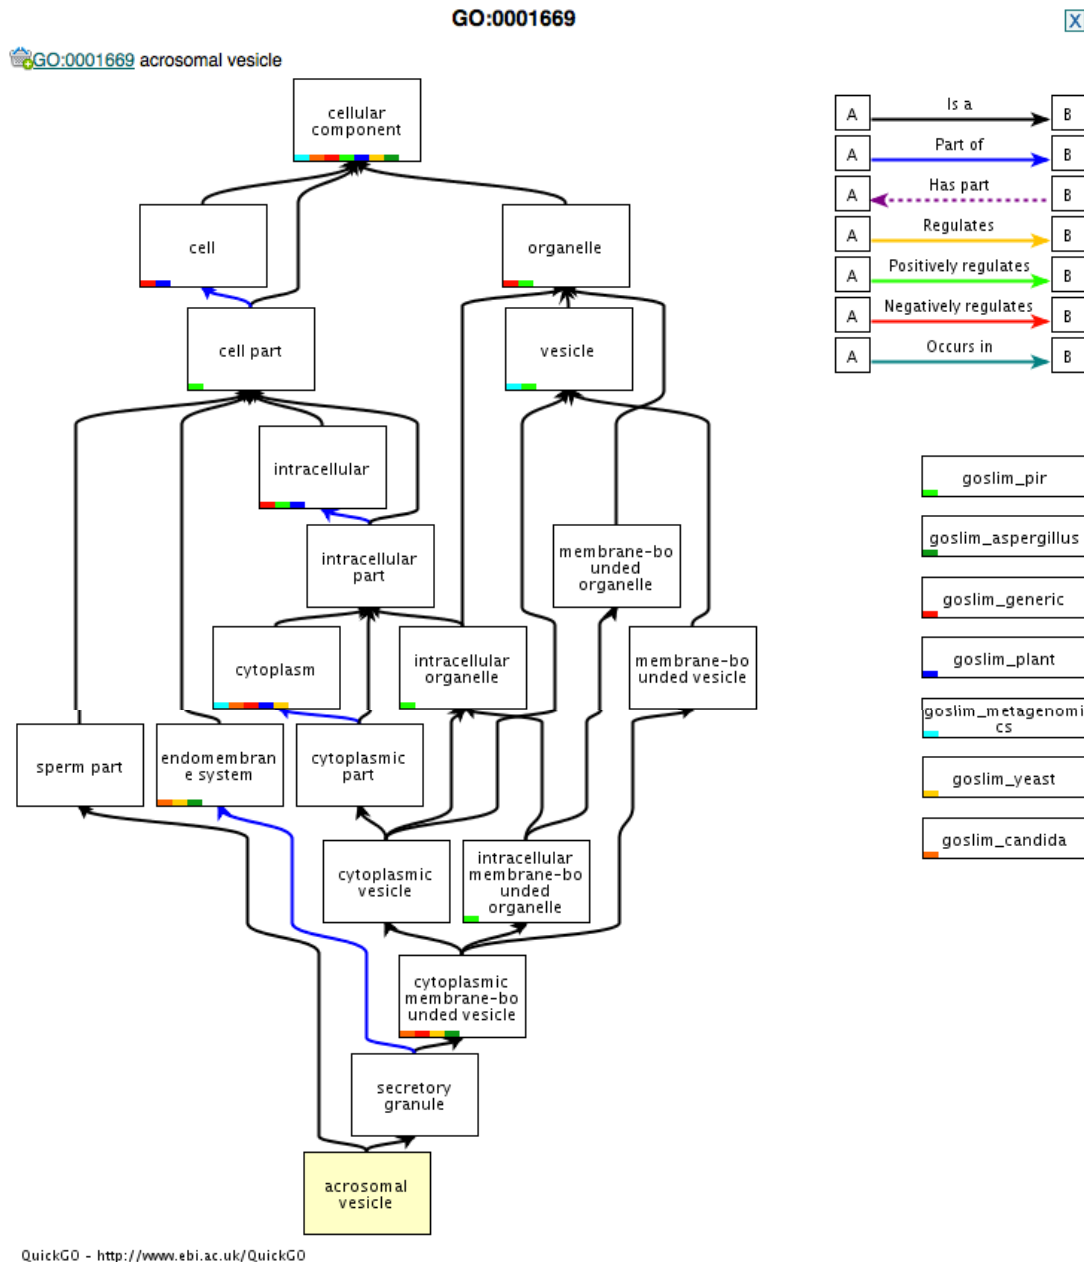 GO:0001669
X
GO:0001669 acrosomal vesicle
cellular
component
A
Is a
B
A
Part of
B
A
Has part
B
A
Regulates
B
A
Positively regulates
B
A
Negatively regulates
B
A
Occurs in
B
cell
organelle
cell part
vesicle
intracellular
intracellular
part
membrane-bo
unded
organelle
cytoplasm
intracellular
organelle
membrane-bo
unded vesicle
sperm part
endomembran
e system
cytoplasmic
part
cytoplasmic
vesicle
intracellular
membrane-bo
unded
organelle
cytoplasmic
membrane-bo
unded vesicle
secretory
granule
acrosomal
vesicle
goslim_pir
goslim_aspergillus
goslim_generic
goslim_plant
goslim_metagenomi
cs
goslim_yeast
goslim_candida
QuickGO - http://www.ebi.ac.uk/QuickGO